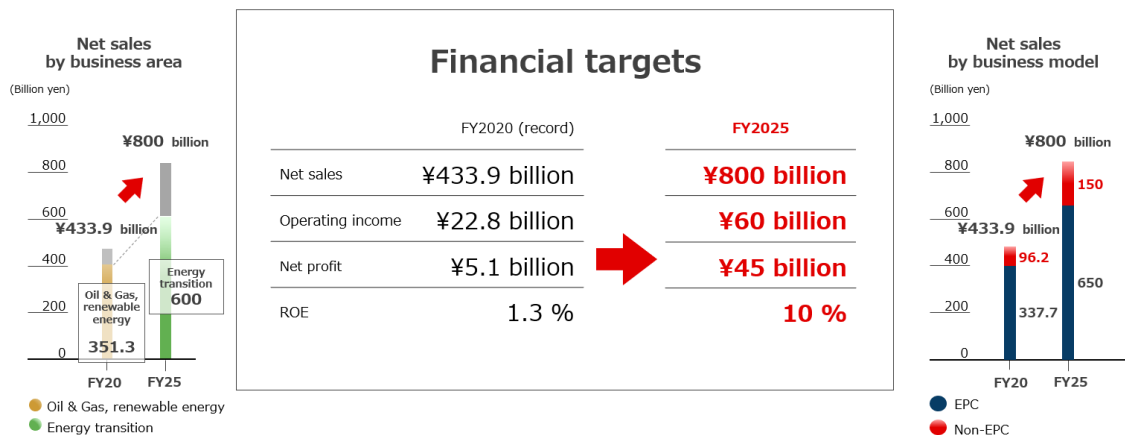 Net sales
by business area
(Billion yen)
1,000
¥800 billion
800
600
¥433.9 billion
400
Energy
transition
600
Oil & Gas,
renewable
energy
351.3
200
0
FY20
FY25
Oil & Gas, renewable energy
Energy transition
Financial targets
FY2020 (record)
FY2025
Net sales
¥433.9 billion
¥800 billion
Operating income
¥22.8 billion
¥60 billion
Net profit
¥5.1 billion
¥45 billion
ROE
1.3 %
10 %
Net sales
by business model
(Billion yen)
1,000
¥800 billion
800
150
600
¥433.9 billion
400
96.2
650
337.7
200
0
FY20
FY25
EPC
Non-EPC